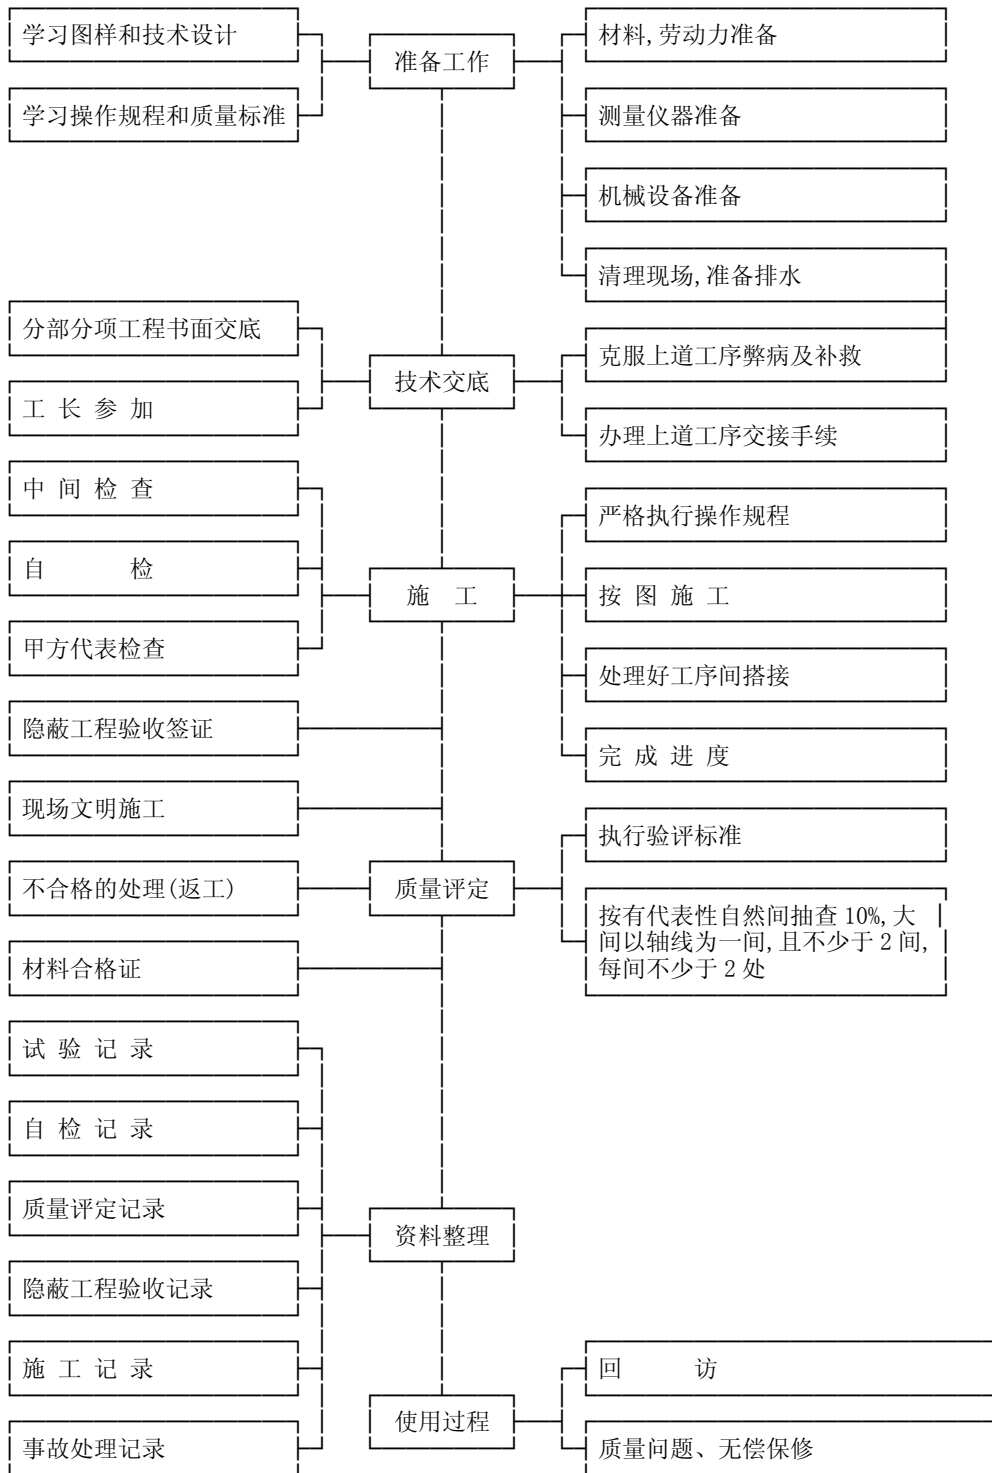 学习图样和技术设计
准备工作
材料,劳动力准备
学习操作规程和质量标准
测量仪器准备
机械设备准备
清理现场,准备排水
分部分项工程书面交底
技术交底
克服上道工序弊病及补救
工 长 参 加
办理上道工序交接手续
中 间 检 查
严格执行操作规程
自 检
施 工
按 图 施 工
甲方代表检查
处理好工序间搭接
隐蔽工程验收签证
完 成 进 度
现场文明施工
执行验评标准
不合格的处理(返工)
质量评定
按有代表性自然间抽查 10%,大
间以轴线为一间,且不少于 2 间,
每间不少于 2 处
材料合格证
试 验 记 录
自 检 记 录
质量评定记录
资料整理
隐蔽工程验收记录
施 工 记 录
回 访
使用过程
事故处理记录
质量问题、无偿保修